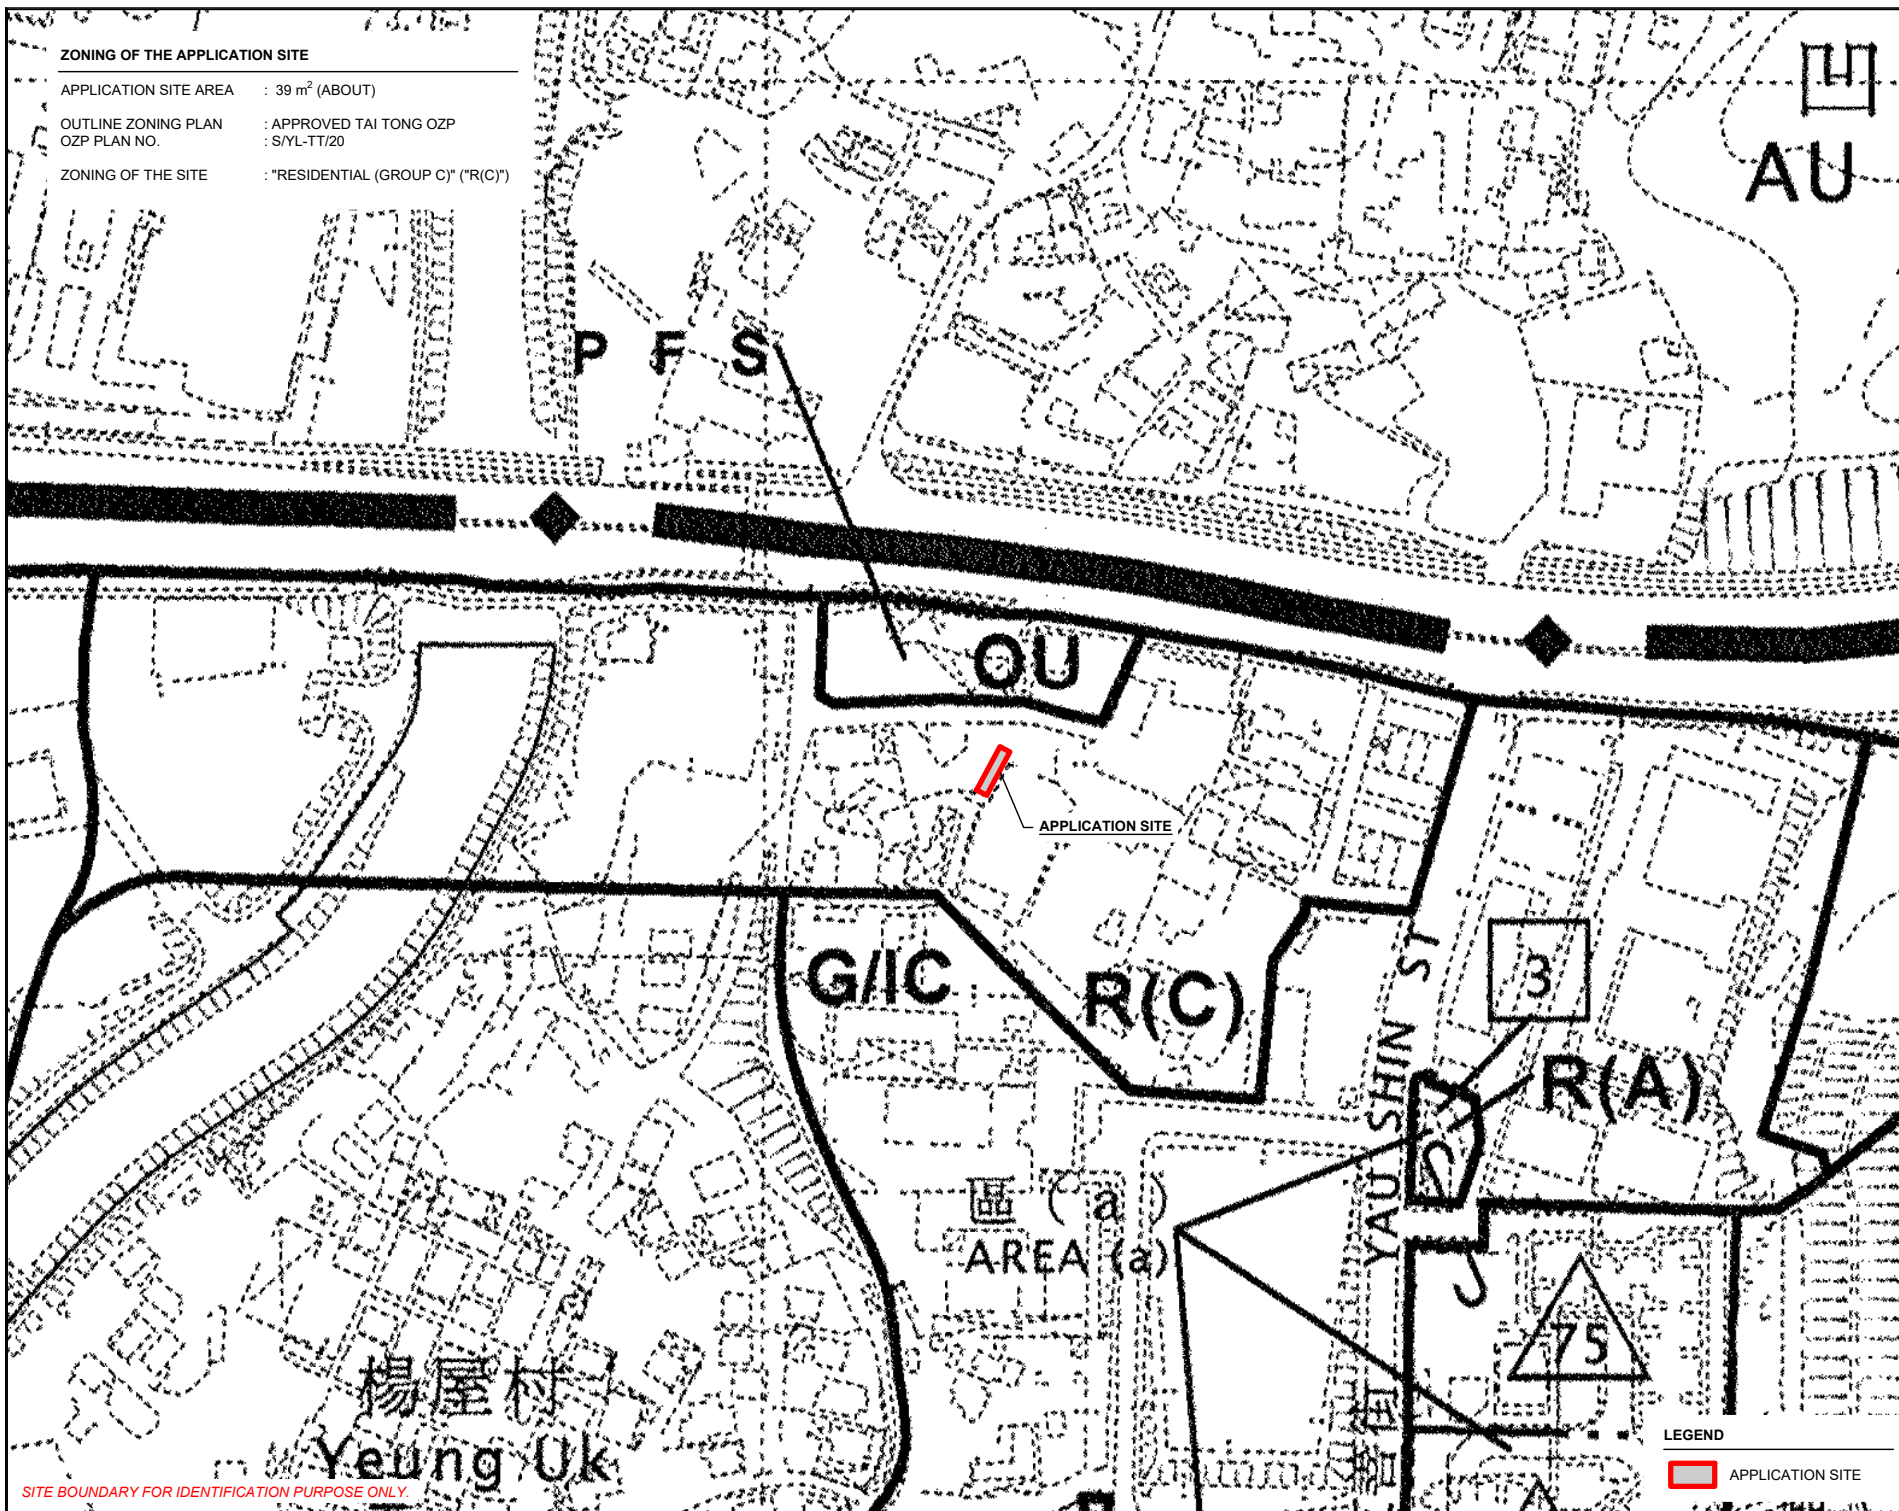 ZONING OF THE APPLICATION SITE
APPLICATION SITE AREA : 39 m² (ABOUT)
OUTLINE ZONING PLAN : APPROVED TAI TONG OZP
OZP PLAN NO. : S/YL-TT/20
ZONING OF THE SITE : "RESIDENTIAL (GROUP C)" ("R(C)")
AU
P F S
OU
APPLICATION SITE
G/IC
R(C)
YAU SHIN ST
3
R(A)
區 ( a )
AREA (a)
75
楊屋村
Yeung Uk
LEGEND
APPLICATION SITE
SITE BOUNDARY FOR IDENTIFICATION PURPOSE ONLY.